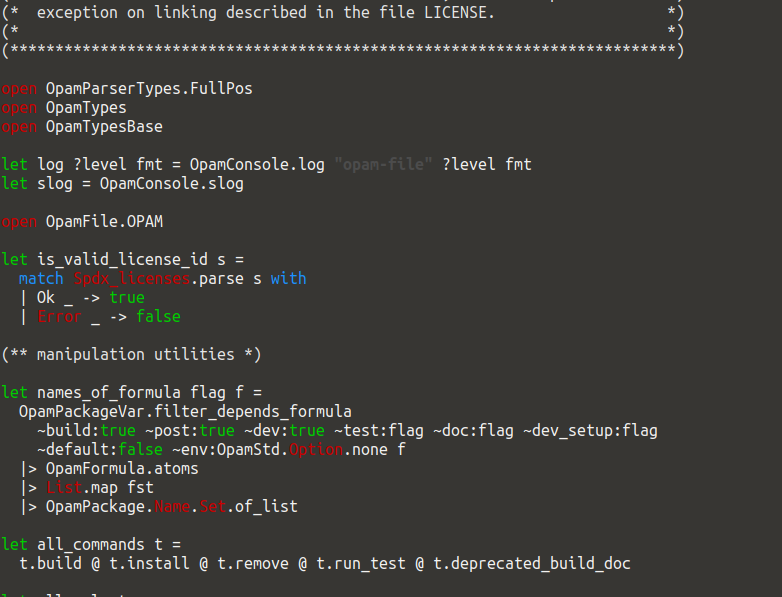 (*  exception on linking described in the file LICENSE.                   *)
(*                                                                        *)
(**************************************************************************)
open OpamParserTypes.FullPos
open OpamTypes
open OpamTypesBase
let log ?level fmt = OpamConsole.log "opam-file" ?level fmt
let slog = OpamConsole.slog
open OpamFile.OPAM
let is_valid_license_id s =
  match Spdx_licenses.parse s with
  | Ok _ -> true
  | Error _ -> false
(** manipulation utilities *)
let names_of_formula flag f =
  OpamPackageVar.filter_depends_formula
    ~build:true ~post:true ~dev:true ~test:flag ~doc:flag ~dev_setup:flag
    ~default:false ~env:OpamStd.Option.none f
  |> OpamFormula.atoms
  |> List.map fst
  |> OpamPackage.Name.Set.of_list
let all_commands t =
  t.build @ t.install @ t.remove @ t.run_test @ t.deprecated_build_doc